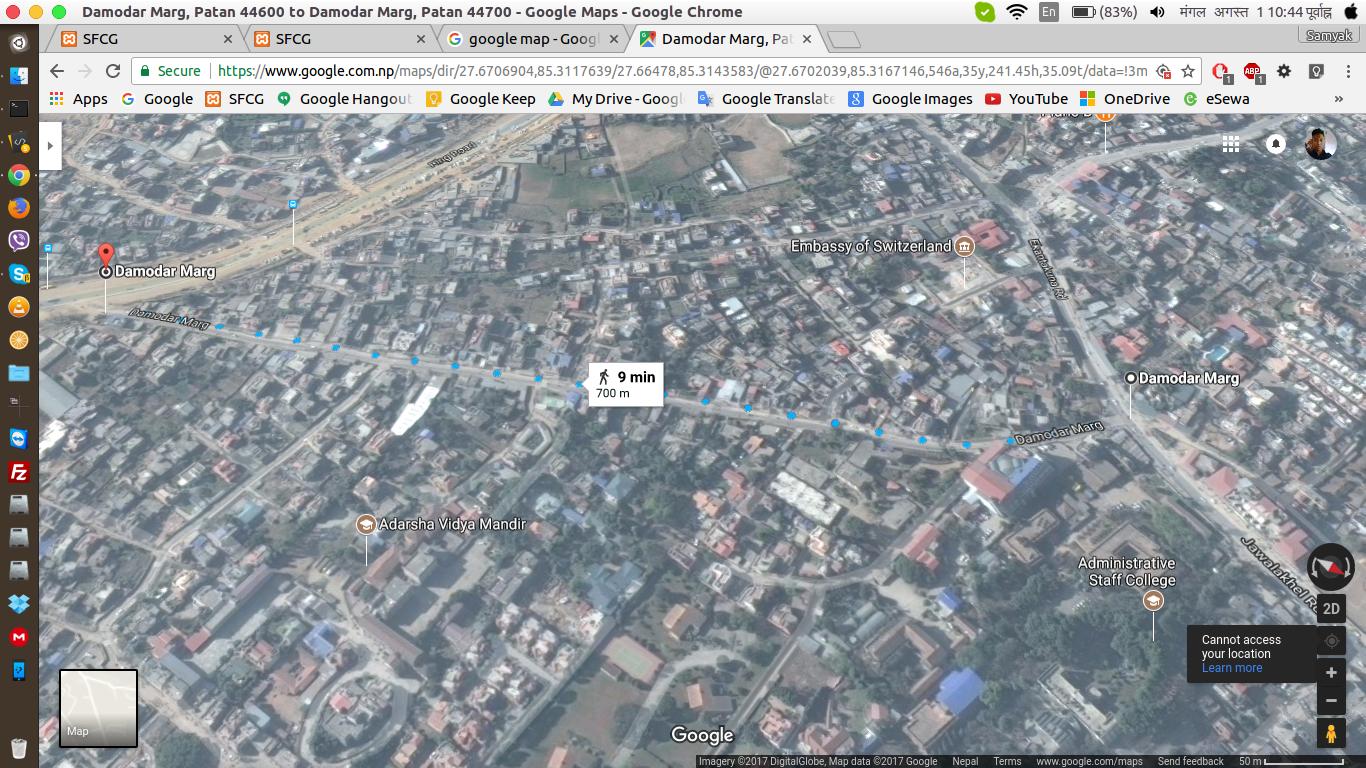 Damodar Marg, Patan 44600 to Damodar Marg, Patan 44700 - Google Maps - Google Chrome
En
(83%)
मंगल अगस्त 1 10:44 पूर्वाह्न
SFCG
SFCG
google map - Goog
Damodar Marg, Pat
Samyak
Secure
https://www.google.com.np/maps/dir/27.6706904,85.3117639/27.66478,85.3143583/@27.6702039,85.3167146,546a,35y,241.45h,35.09t/data=!3m
1
ABP
1
Apps
Google
SFCG
Google Hangout
Google Keep
My Drive - Googl
Google Translate
Google Images
YouTube
OneDrive
eSewa
»
Ring Road
Embassy of Switzerland
Ekantakuna Rd
Damodar Marg
Damodar Marg
9 min
700 m
Damodar Marg
Damodar Marg
Adarsha Vidya Mandir
Administrative
Staff College
Jawalakhel
2D
Cannot access
your location
Learn more
Map
Google
Imagery ©2017 DigitalGlobe, Map data ©2017 Google
Nepal
Terms
www.google.com/maps
Send feedback
50 m